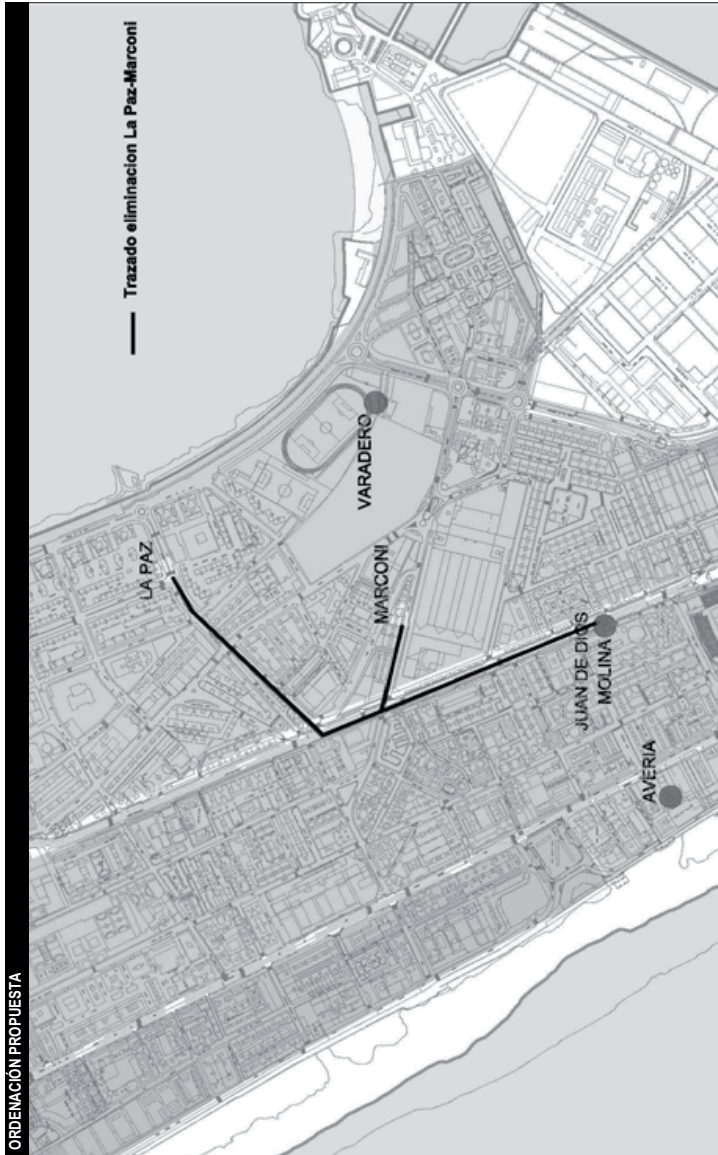 ORDENACIÓN PROPUESTA
Trazado eliminacion La Paz-Marconi
LA PAZ
VARADERO
MARCONI
JUAN DE DIOS
MOLINA
AVERIA